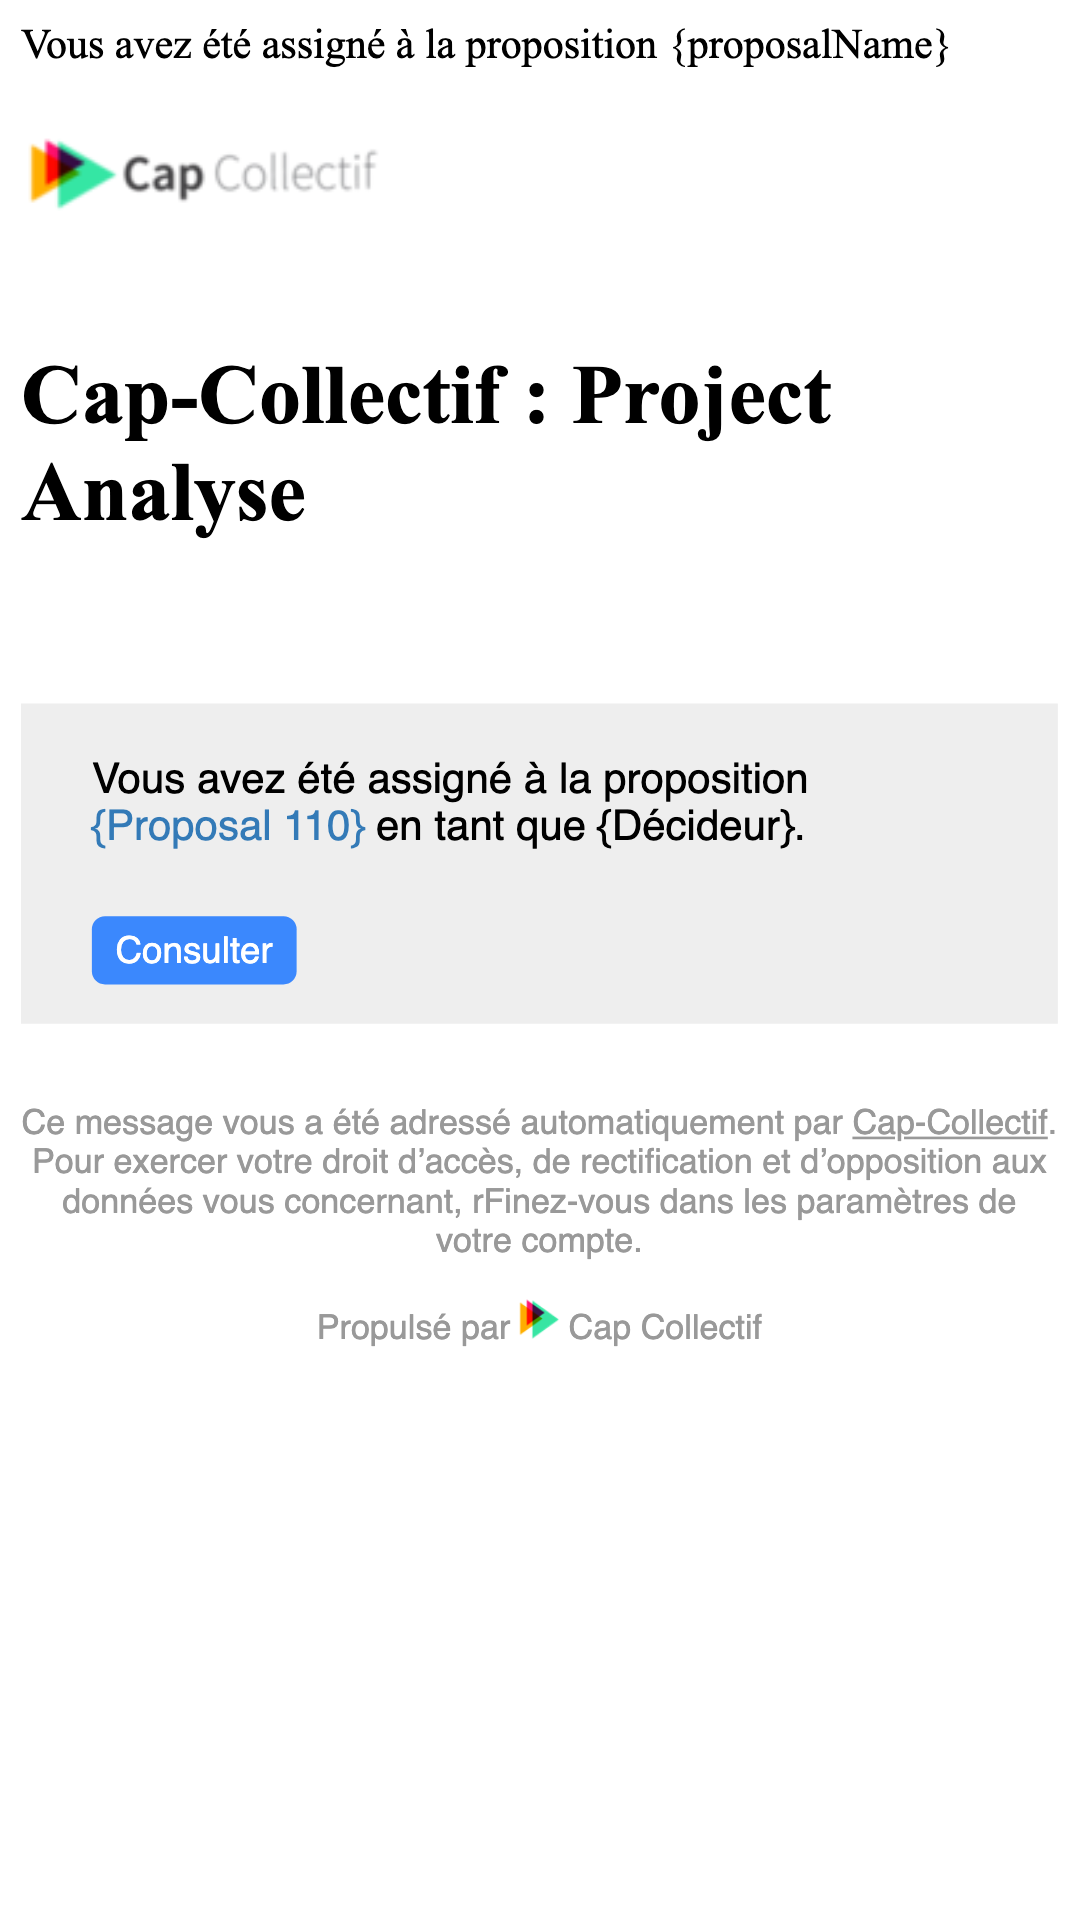 Vous avez été assigné à la proposition {proposalName}
Cap Collectif
Cap-Collectif : Project
Analyse
Vous avez été assigné à la proposition
{Proposal 110} en tant que {Décideur}.
Consulter
Ce message vous a été adressé automatiquement par Cap-Collectif.
Pour exercer votre droit d’accès, de rectification et d’opposition aux
données vous concernant, rFinez-vous dans les paramètres de
votre compte.
Propulsé par Cap Collectif